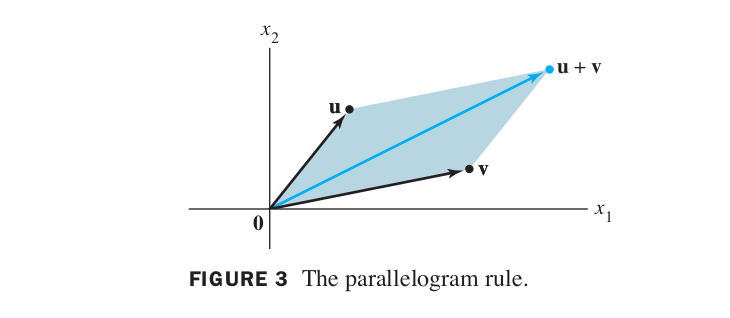 x2
u + v
u
v
x1
0
FIGURE 3 The parallelogram rule.